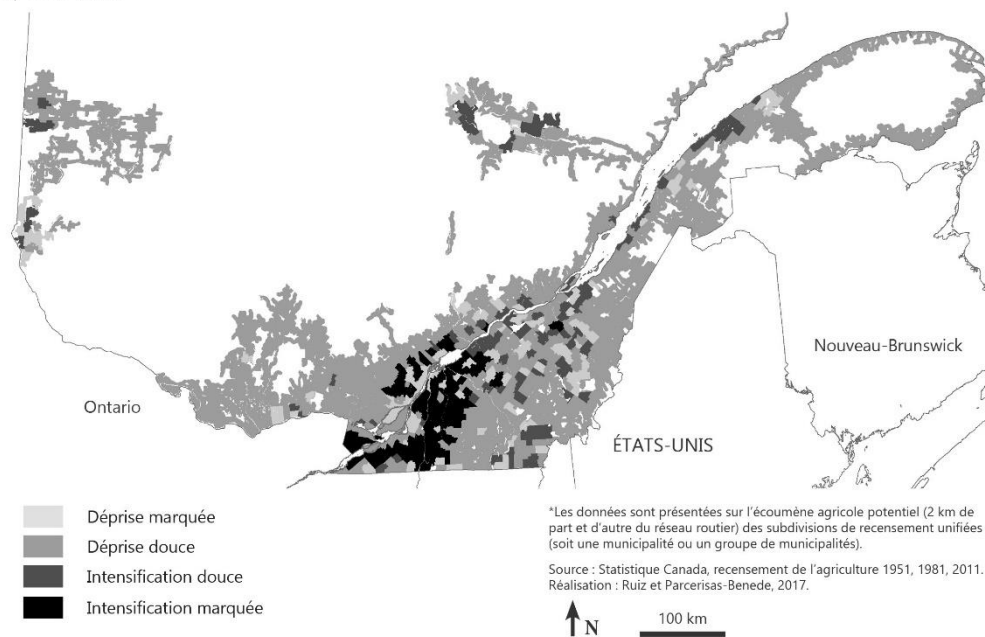 Ontario
Nouveau-Brunswick
ÉTATS-UNIS
Déprise marquée
Déprise douce
Intensification douce
Intensification marquée
*Les données sont présentées sur l'écoumène agricole potentiel (2 km de
part et d'autre du réseau routier) des subdivisions de recensement unifiées
(soit une municipalité ou un groupe de municipalités).
Source : Statistique Canada, recensement de l'agriculture 1951, 1981, 2011.
Réalisation : Ruiz et Parcerisas-Benede, 2017.
N
100 km